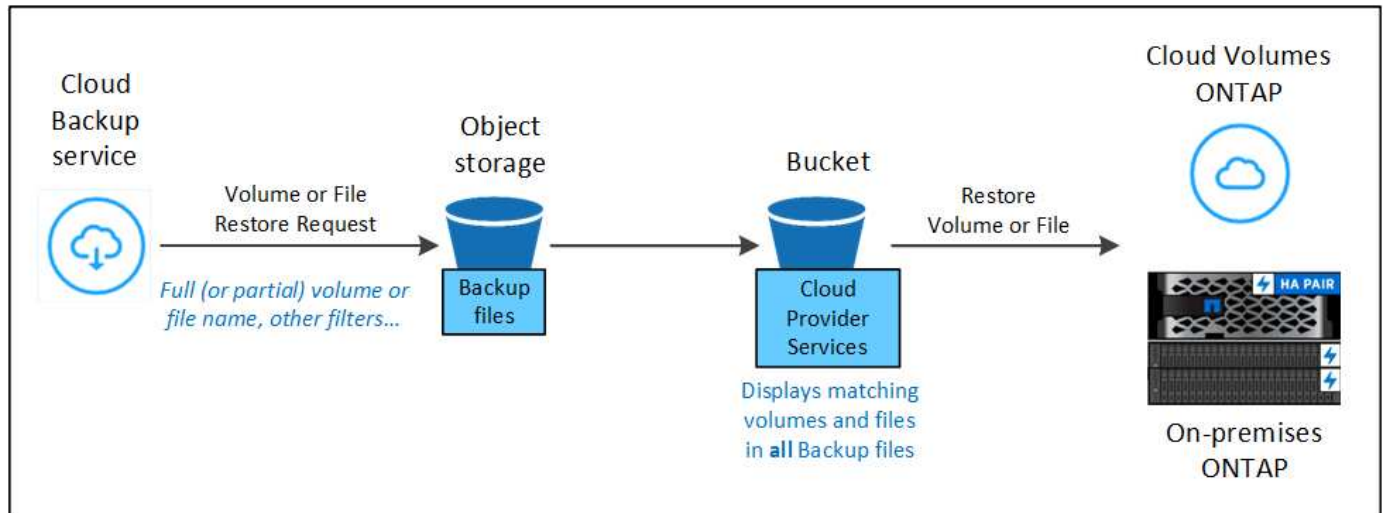 Cloud
Backup
service
Volume or File
Restore Request
Full (or partial) volume or
file name, other filters...
Object
storage
Backup
files
Bucket
Cloud
Provider
Services
Displays matching
volumes and files
in all Backup files
Restore
Volume or File
Cloud Volumes
ONTAP
HA PAIR
On-premises
ONTAP